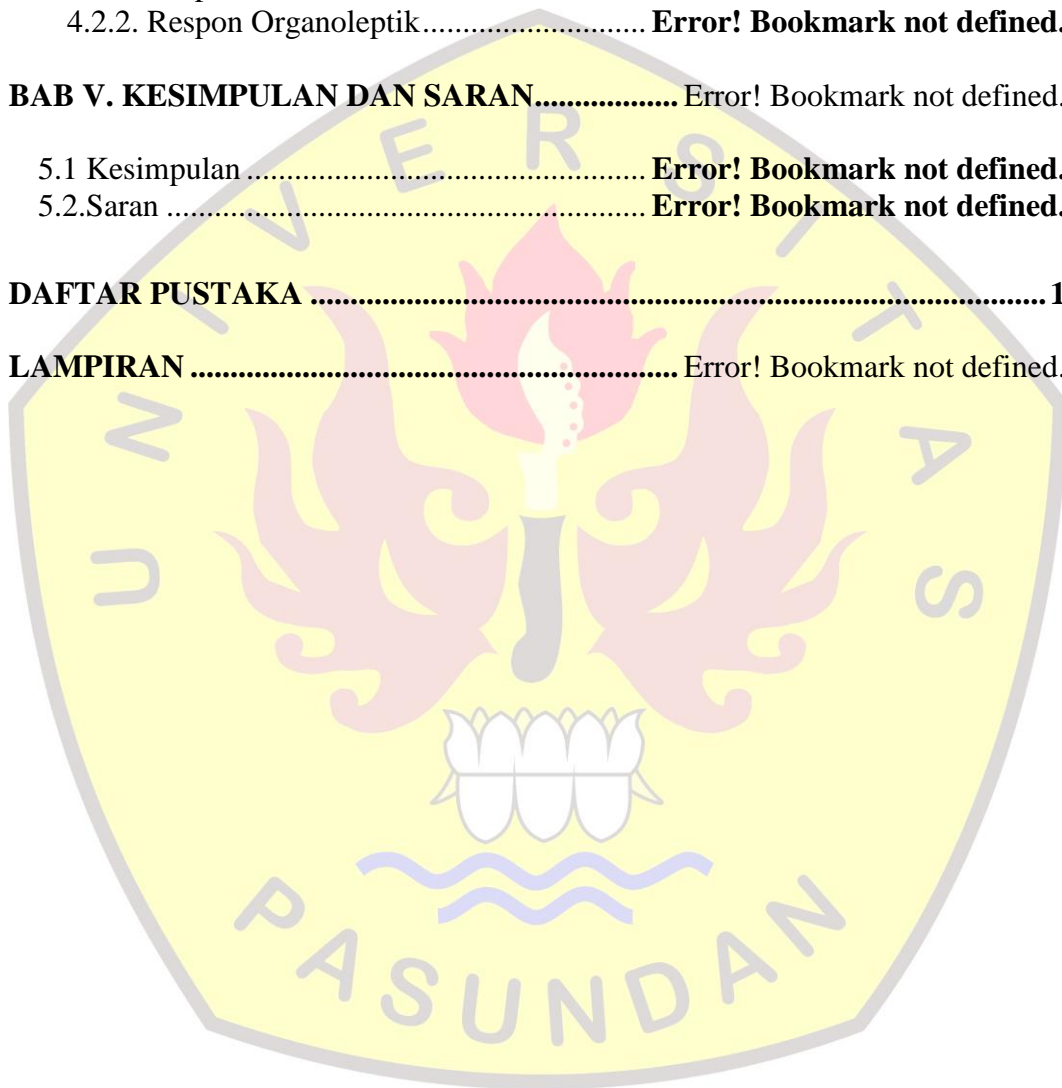 4.2.2. Respon Organoleptik......................... Error! Bookmark not defined.
BAB V. KESIMPULAN DAN SARAN................. Error! Bookmark not defined.
5.1 Kesimpulan ............................................ Error! Bookmark not defined.
5.2.Saran ..................................................... Error! Bookmark not defined.
DAFTAR PUSTAKA ................................................................................. 1
LAMPIRAN ...................................................... Error! Bookmark not defined.
UNIVERSITAS
PASUNDAN